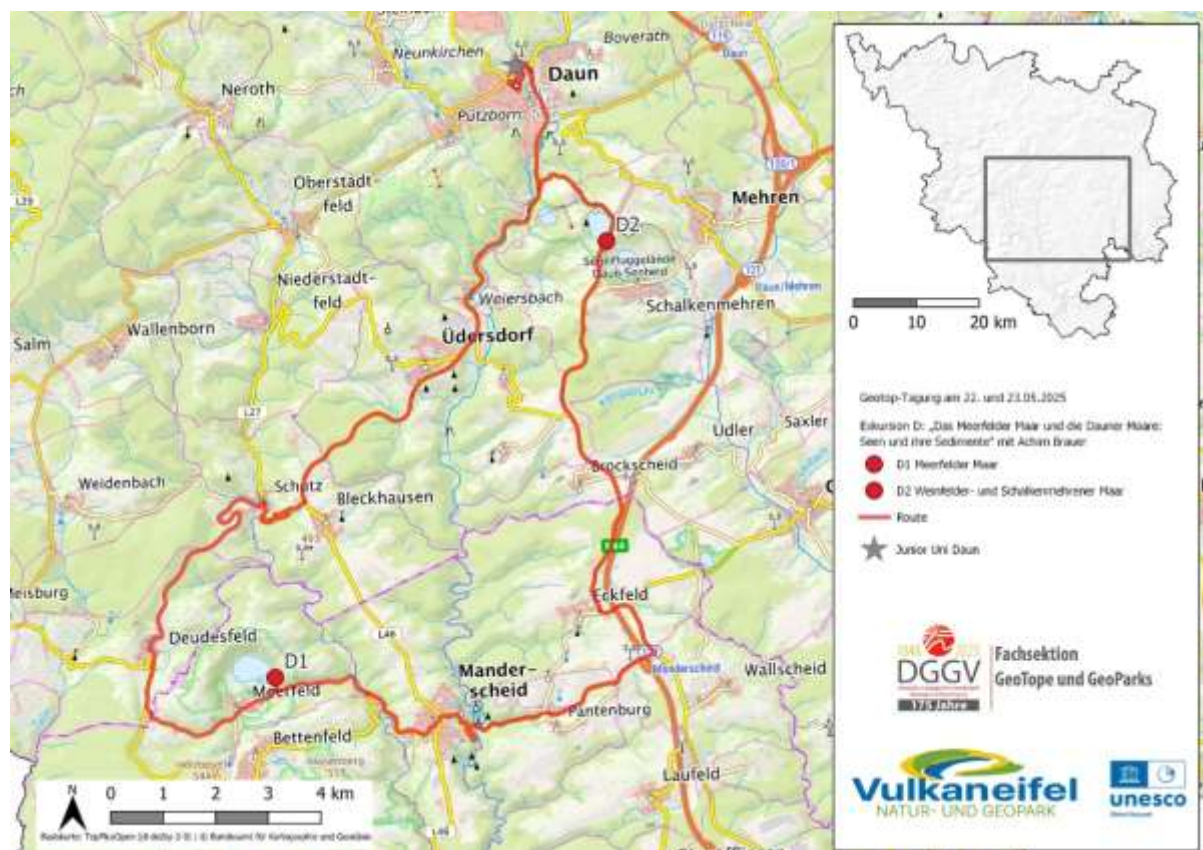 Neunkirchen
Boverath
Daun
Daun
Neroth
Pützborn
Oberstadt-
feld
Mehren
D2
Niederstadt-
feld
Schalkenmehren
Daun/Mehren
Weiersbach
Wallenborn
Salm
Üdersdorf
L27
Udler
Saxler
Brockscheid
Weidenbach
Schutz
Bleckhausen
Eckfeld
L46
Deudesfeld
D1
Meerfeld
Mander-
scheid
Manderscheid
Wallscheid
Pantenburg
Bettenfeld
Laufeld
N
0 1 2 3 4 km
0 10 20 km
Geotop-Tagung am 22. und 23.05.2025
Exkursion D: „Das Meerfelder Maar und die Dauner Maare:
Seen und ihre Sedimente" mit Achim Brauer
D1 Meerfelder Maar
D2 Weinfelder- und Schalkenmehrener Maar
Route
Junior Uni Daun
DGGV
175 Jahre
Fachsektion
GeoTope und GeoParks
Vulkaneifel
NATUR- UND GEOPARK
unesco